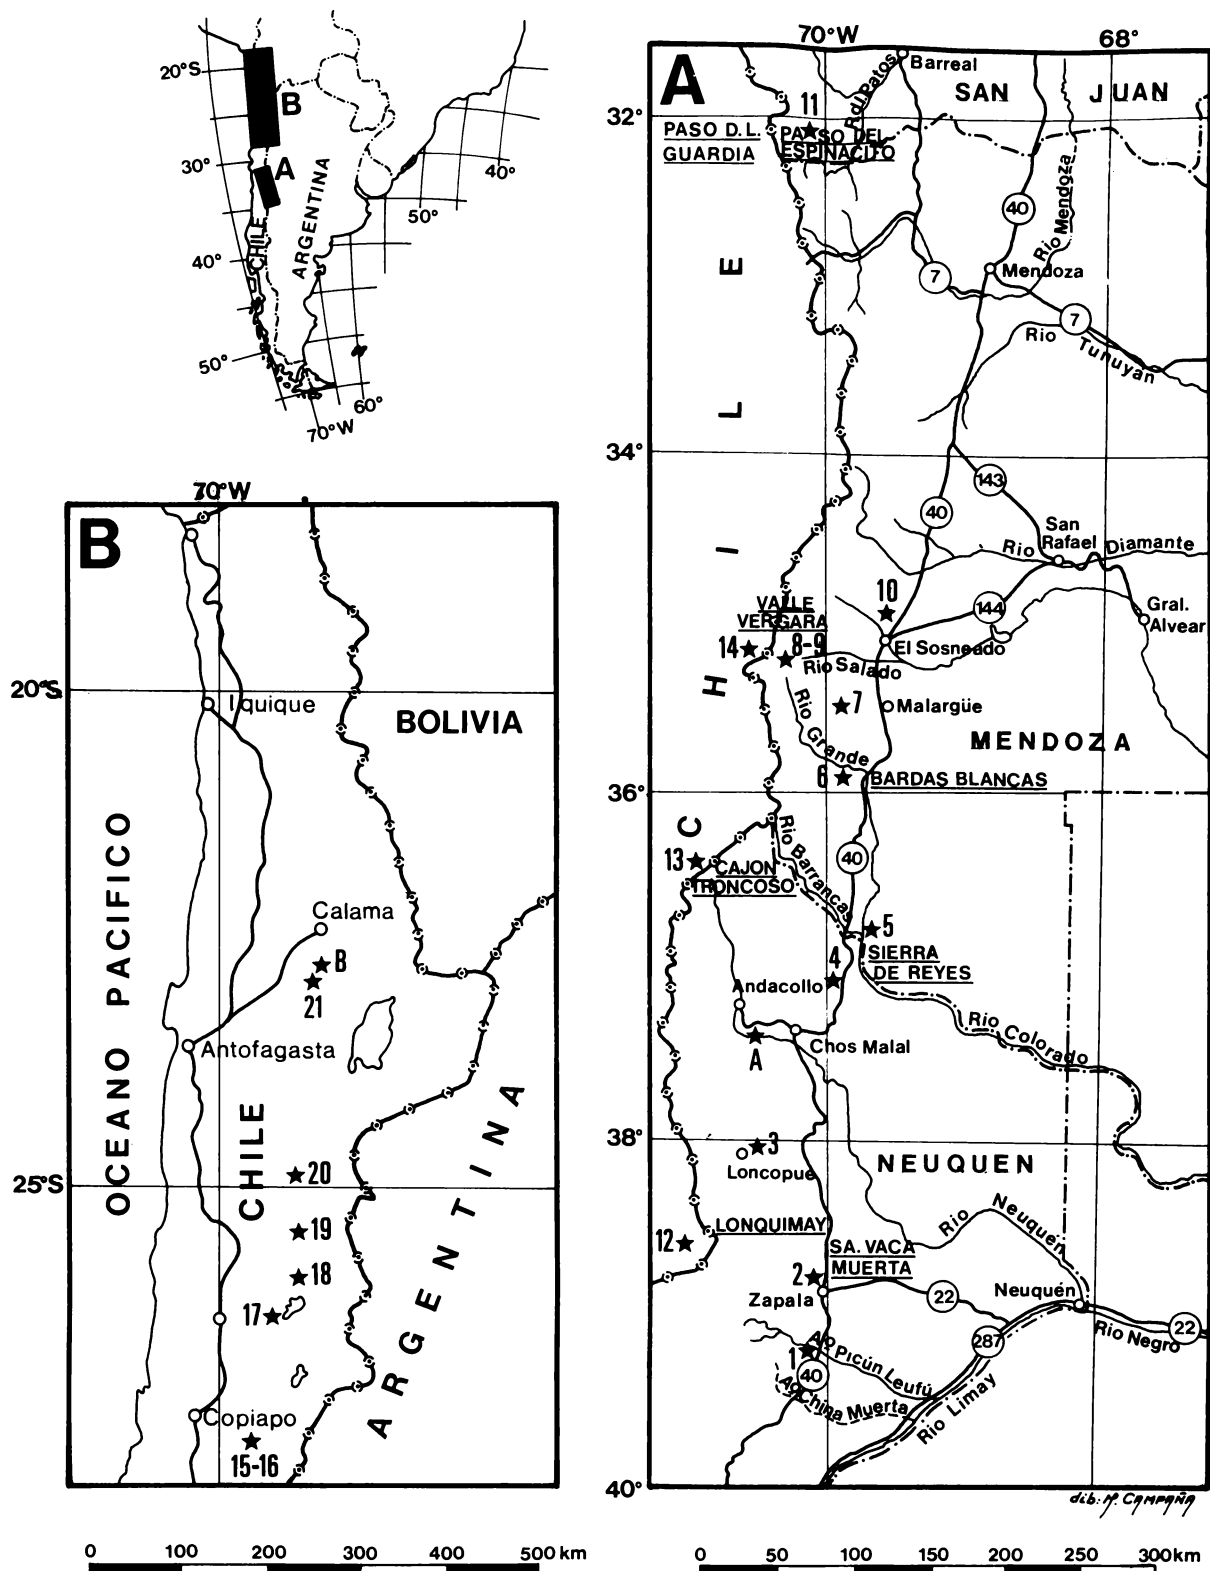 20°S
30°
40°
50°
B
A
CHILE
ARGENTINA
40°
50°
60°
70°W
70°W
B
20°S
25°S
Iquique
BOLIVIA
OCEANO PACIFICO
Calama
B
21
Antofagasta
CHILE
ARGENTINA
20
19
18
17
Copiapo
15-16
0 100 200 300 400 500 km
70°W
68°
A
32°
34°
36°
38°
40°
Barreal
SAN JUAN
11
R.d.l Patos
PASO D.L.
GUARDIA
PASO DEL
ESPINACITO
40
Rio Mendoza
7
Mendoza
7
Rio Tunuyan
CHILE
143
40
San
Rafael
Rio Diamante
10
144
Gral.
Alvear
VALLE
VERGARA
14
8-9
El Sosneado
Rio Salado
7
Malargüe
Rio Grande
MENDOZA
6
BARDAS BLANCAS
13
CAJON
TRONCOSO
Rio Barrancas
40
5
SIERRA
DE REYES
4
Andacollo
Rio Colorado
A
Chos Malal
3
Loncopue
NEUQUEN
12
LONQUIMAY
SA. VACA
MUERTA
Rio Neuquén
2
Zapala
22
Neuquén
22
Rio Negro
287
1
Ao Picún Leufú
40
Ao China Muerta
Rio Limay
dib: M. CAMPAÑA
0 50 100 150 200 250 300km